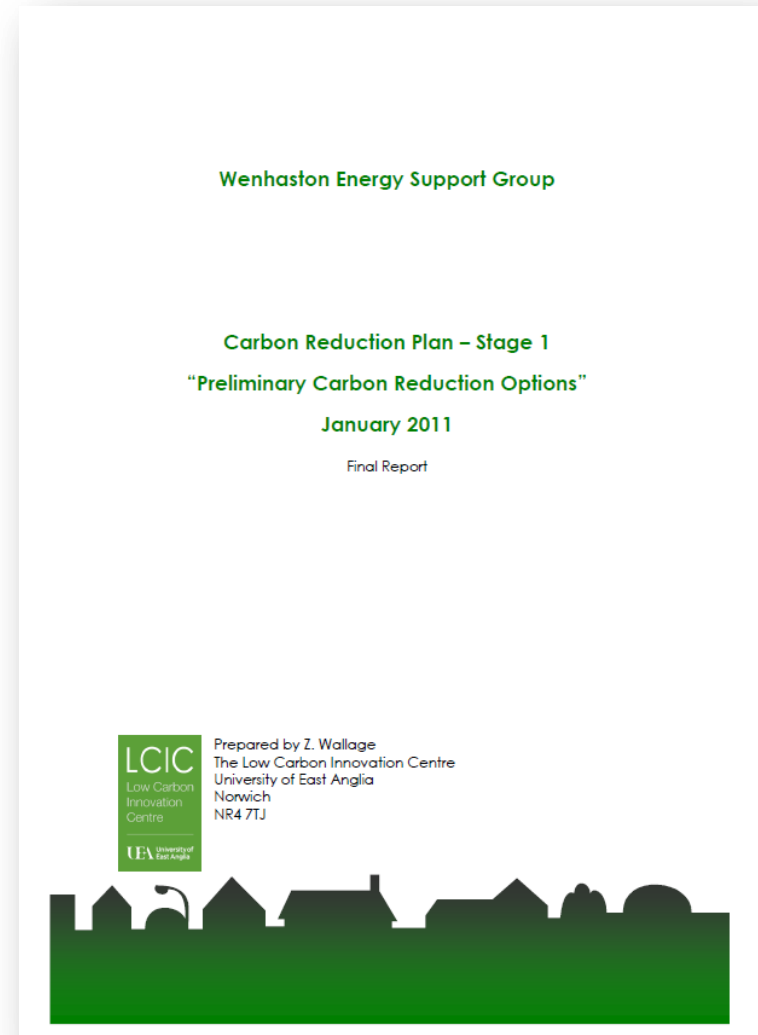 Wenhaston Energy Support Group
Carbon Reduction Plan – Stage 1
“Preliminary Carbon Reduction Options”
January 2011
Final Report
LCIC
Low Carbon
Innovation
Centre
UEA University of
East Anglia
Prepared by Z. Wallage
The Low Carbon Innovation Centre
University of East Anglia
Norwich
NR4 7TJ